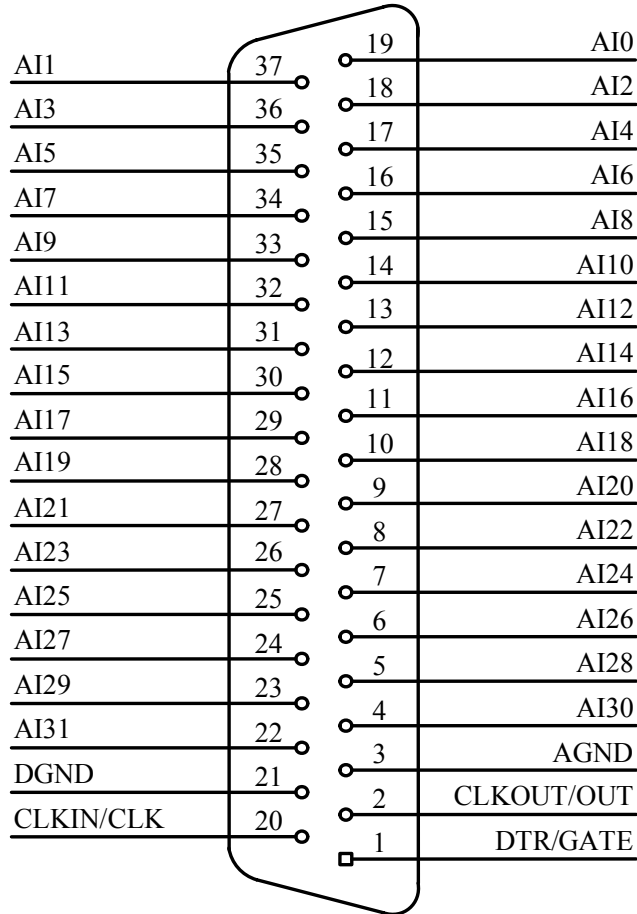 19 AI0
AI1 37
18 AI2
AI3 36
17 AI4
AI5 35
16 AI6
AI7 34
15 AI8
AI9 33
14 AI10
AI11 32
13 AI12
AI13 31
12 AI14
AI15 30
11 AI16
AI17 29
10 AI18
AI19 28
9 AI20
AI21 27
8 AI22
AI23 26
7 AI24
AI25 25
6 AI26
AI27 24
5 AI28
AI29 23
4 AI30
AI31 22
3 AGND
DGND 21
2 CLKOUT/OUT
CLKIN/CLK 20
1 DTR/GATE